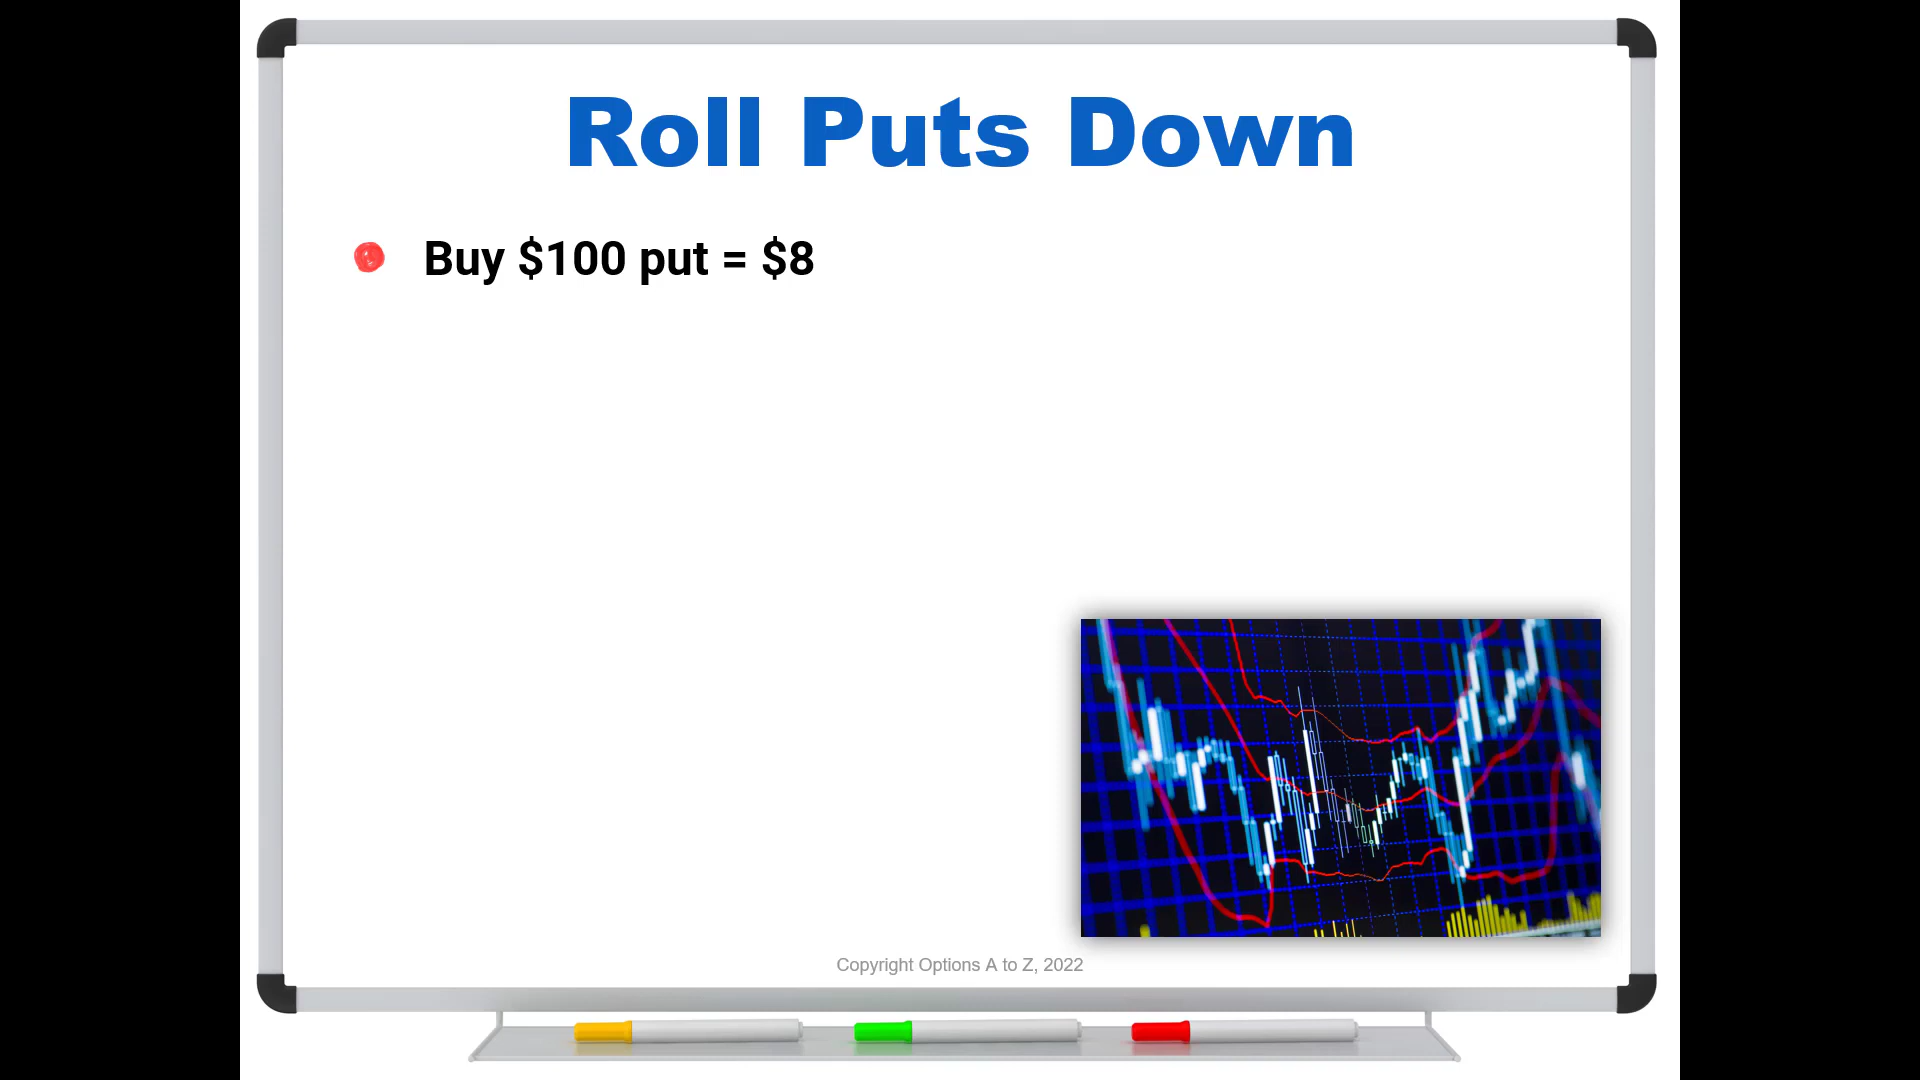 Roll Puts Down
Buy $100 put = $8
Copyright Options A to Z, 2022